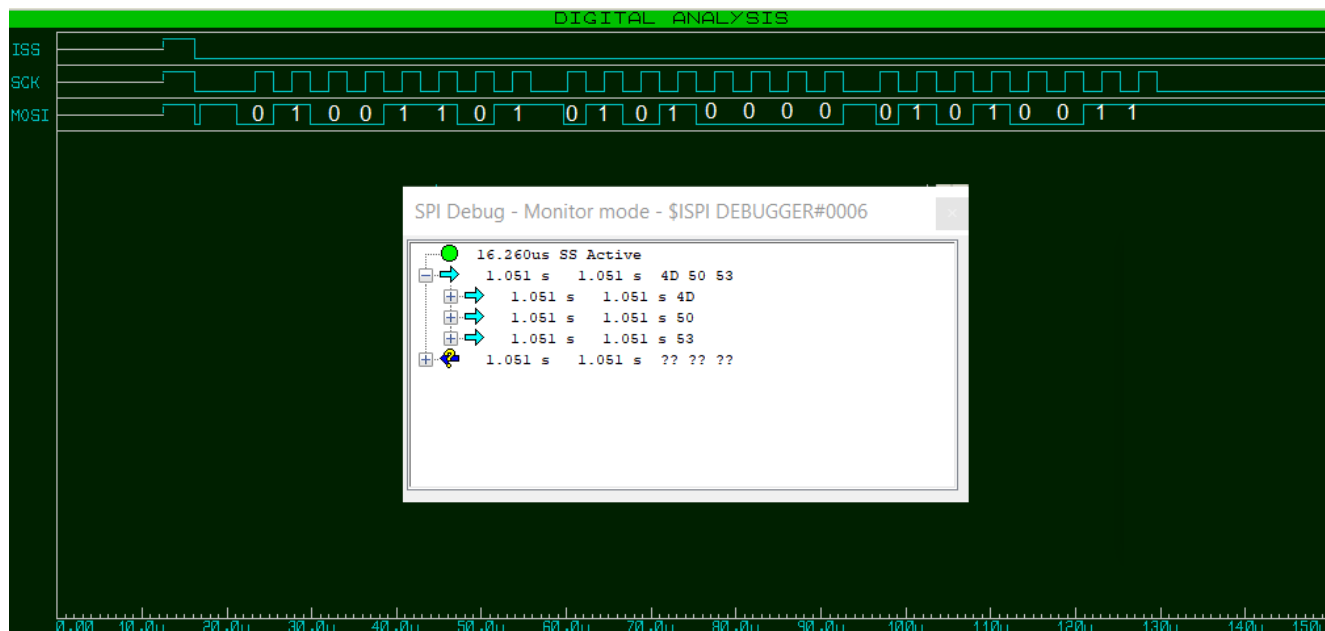 DIGITAL ANALYSIS
ISS
SCK
MOSI 0 1 0 0 1 1 0 1 0 1 0 1 0 0 0 0 0 1 0 1 0 0 1 1
SPI Debug - Monitor mode - $ISPI DEBUGGER#0006
16.260us SS Active
1.051 s 1.051 s 4D 50 53
1.051 s 1.051 s 4D
1.051 s 1.051 s 50
1.051 s 1.051 s 53
1.051 s 1.051 s ?? ?? ??
0.00 10.0u 20.0u 30.0u 40.0u 50.0u 60.0u 70.0u 80.0u 90.0u 100u 110u 120u 130u 140u 150u